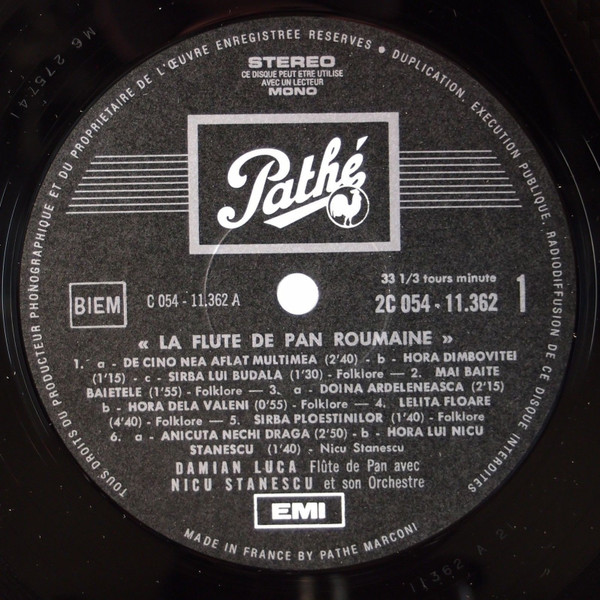 TOUS DROITS DU PRODUCTEUR PHONOGRAPHIQUE ET DU PROPRIETAIRE DE L'ŒUVRE ENREGISTREE RESERVES • DUPLICATION, EXECUTION PUBLIQUE, RADIODIFFUSION DE CE DISQUE INTERDITES
STEREO
CE DISQUE PEUT ETRE UTILISE
AVEC UN LECTEUR
MONO
Pathé
BIEM
C 054 - 11.362 A
33 1/3 tours minute
2C 054 - 11.362
1
« LA FLUTE DE PAN ROUMAINE »
1. a - DE CINO NEA AFLAT MULTIMEA (2'40) - b - HORA DIMBOVITEI
(1'15) - c - SIRBA LUI BUDALA (1'30) - Folklore — 2. MAI BAITE
BAIETELE (1'55) - Folklore — 3. a - DOINA ARDELENEASCA (2'15)
b - HORA DELA VALENI (0'55) - Folklore — 4. LELITA FLOARE
(4'40) - Folklore — 5. SIRBA PLOESTINILOR (1'40) - Folklore
6. a - ANICUTA NECHI DRAGA (2'50) - b - HORA LUI NICU
STANESCU (1'40) - Nicu Stanescu
DAMIAN LUCA Flûte de Pan avec
NICU STANESCU et son Orchestre
EMI
MADE IN FRANCE BY PATHE MARCONI
M6 27574
11362 A 2